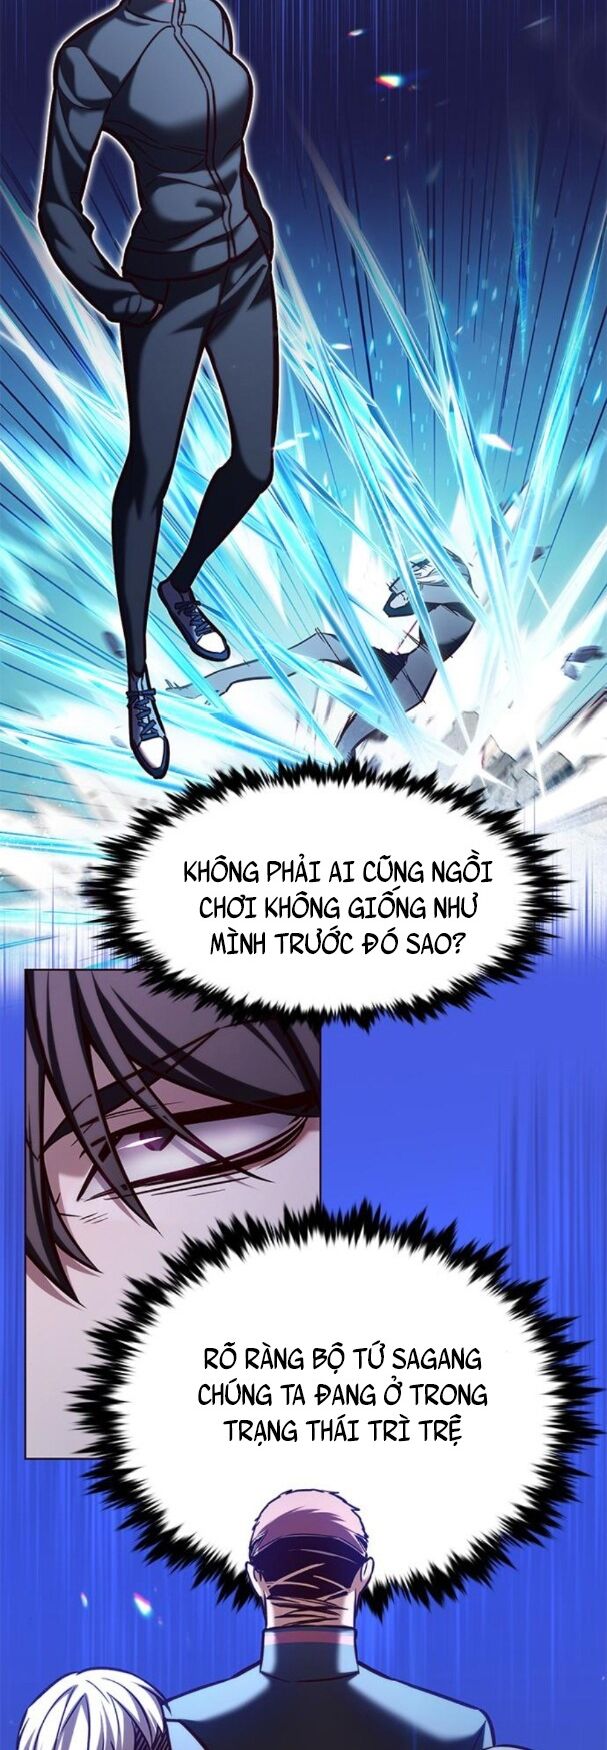 KHÔNG PHẢI AI CŨNG NGỒI
CHƠI KHÔNG GIỐNG NHƯ
MÌNH TRƯỚC ĐÓ SAO?
RÕ RÀNG BỘ TỨ SAGANG
CHÚNG TA ĐANG Ở TRONG
TRẠNG THÁI TRÌ TRỆ